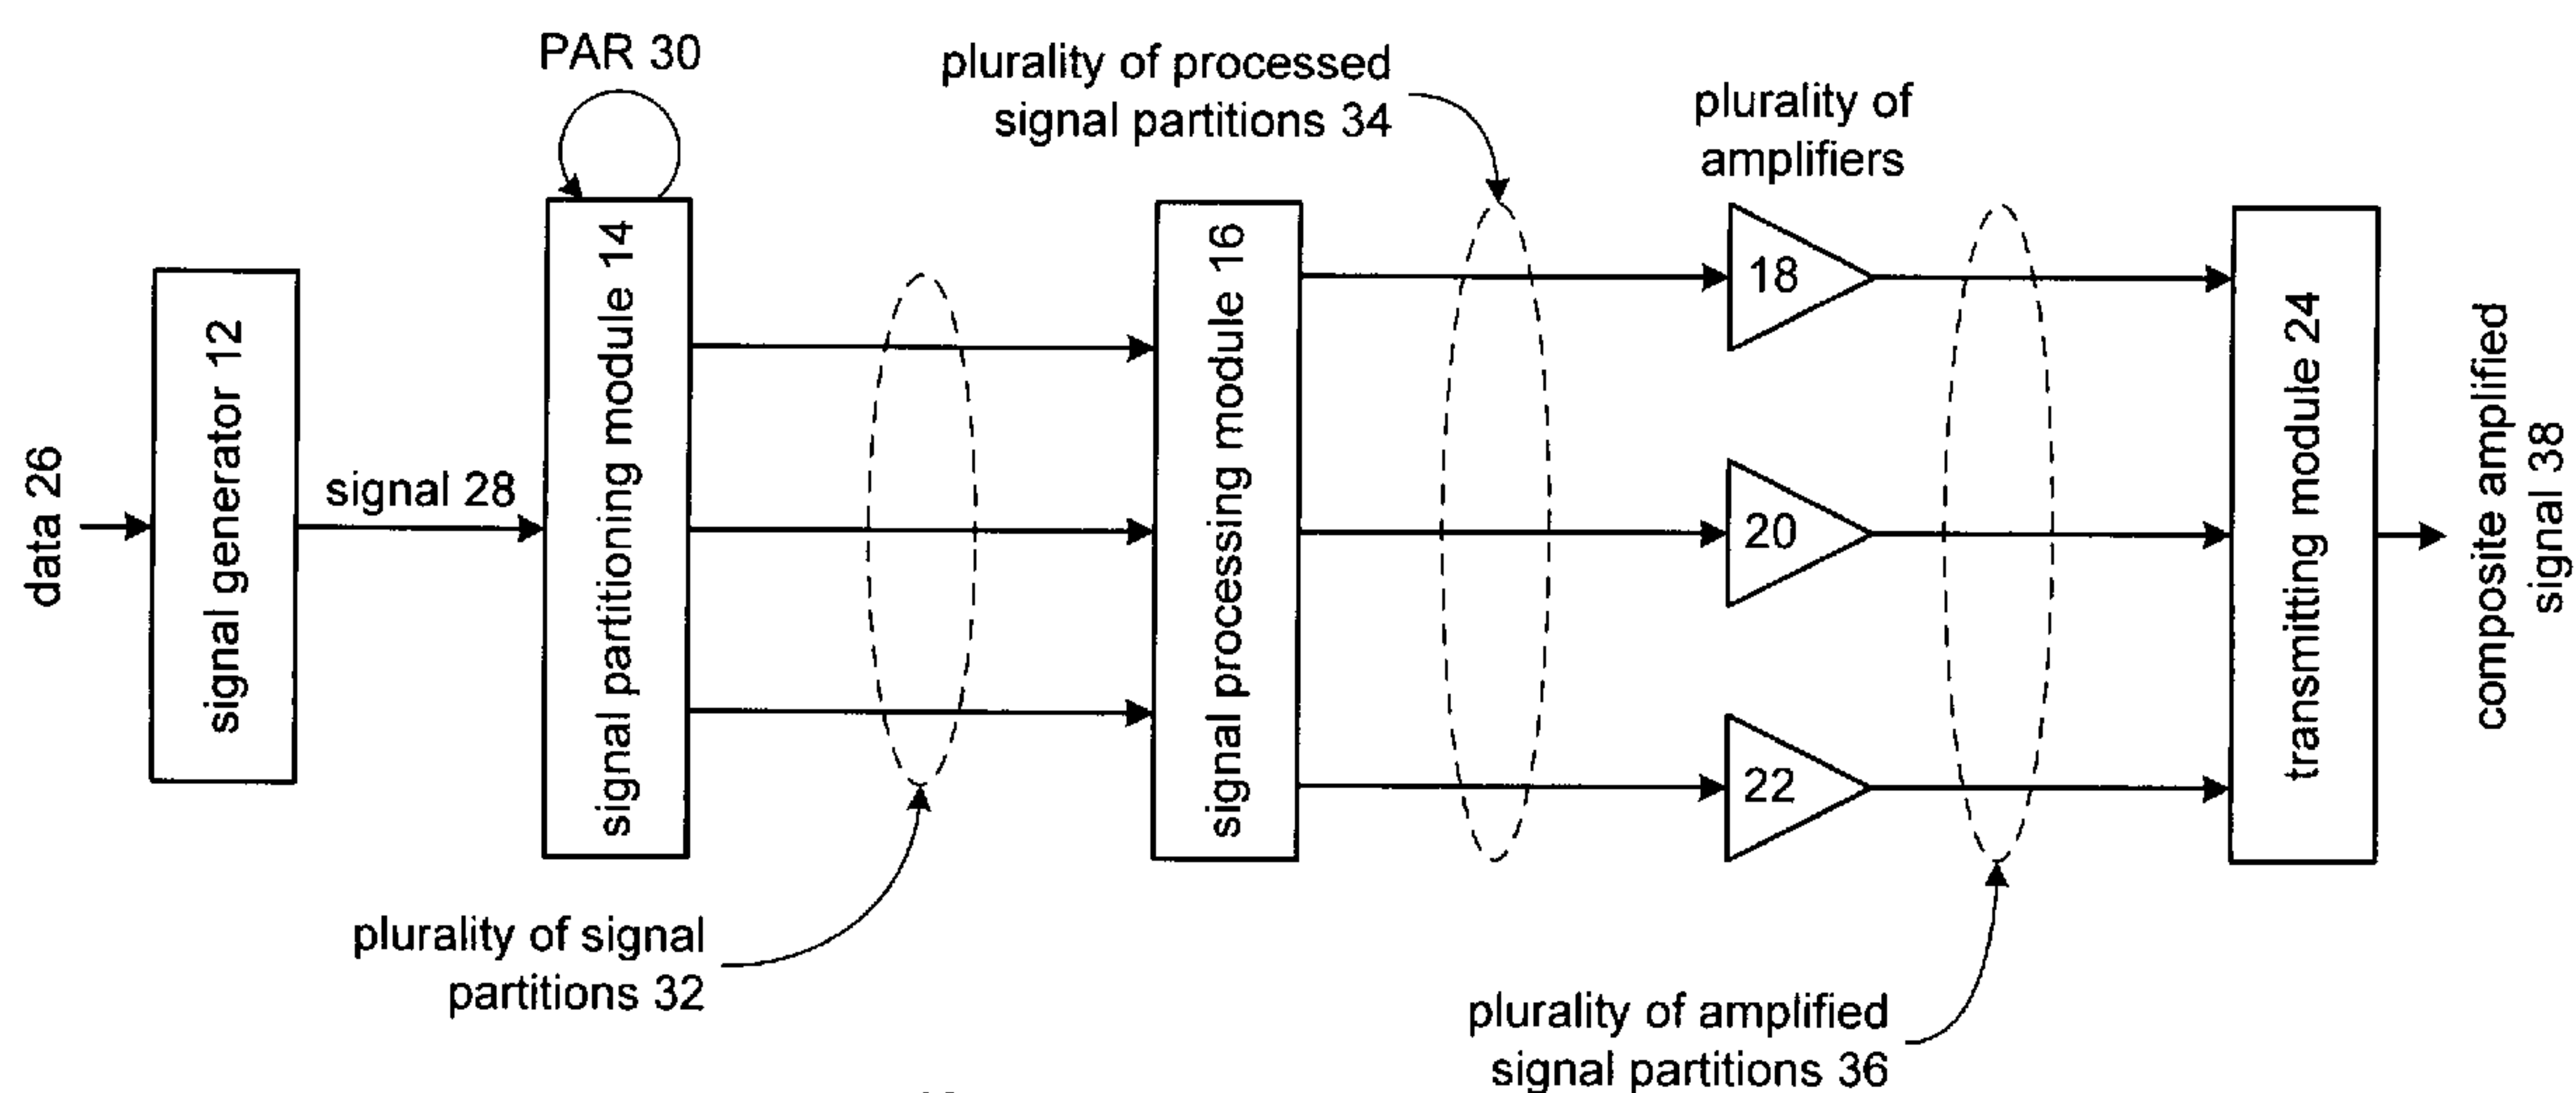 PAR 30
plurality of processed
signal partitions 34
plurality of
amplifiers
data 26
signal generator 12
signal 28
signal partitioning module 14
signal processing module 16
18
20
22
transmitting module 24
composite amplified
signal 38
plurality of signal
partitions 32
plurality of amplified
signal partitions 36